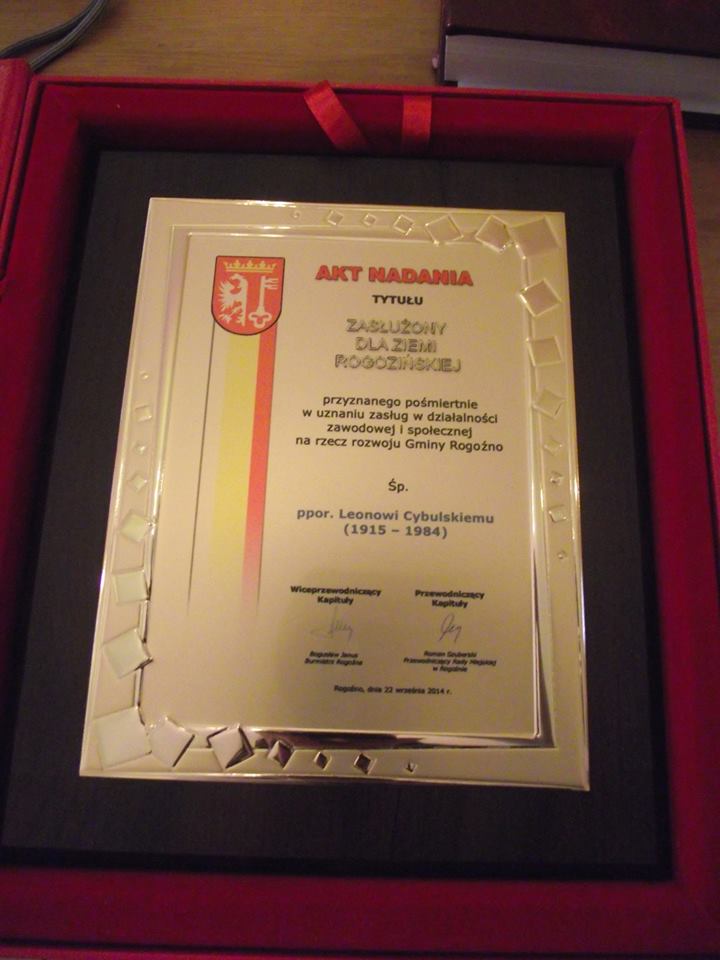 AKT NADANIA
TYTUŁU
ZASŁUŻONY
DLA ZIEMI
ROGOZIŃSKIEJ
przyznanego pośmiertnie
w uznaniu zasług w działalności
zawodowej i społecznej
na rzecz rozwoju Gminy Rogoźno
Śp.
ppor. Leonowi Cybulskiemu
(1915 – 1984)
Wiceprzewodniczący
Kapituły
Bogusław Janus
Burmistrz Rogoźna
Przewodniczący
Kapituły
Roman Szuberski
Przewodniczący Rady Miejskiej
w Rogoźnie
Rogoźno, dnia 22 września 2014 r.